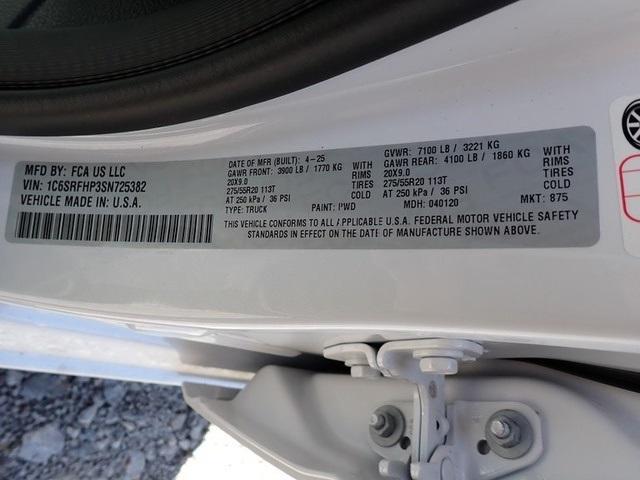 MFD BY: FCA US LLC
VIN: 1C6SRFHP3SN725382
VEHICLE MADE IN: U.S.A.
DATE OF MFR (BUILT): 4-25
GAWR FRONT: 3900 LB / 1770 KG WITH
20X9.0 RIMS
275/55R20 113T TIRES
AT 250 kPa / 36 PSI COLD
TYPE: TRUCK PAINT: PWD
GVWR: 7100 LB / 3221 KG
GAWR REAR: 4100 LB / 1860 KG WITH
20X9.0 RIMS
275/55R20 113T TIRES
AT 250 kPa / 36 PSI COLD
MDH: 040120 MKT: 875
THIS VEHICLE CONFORMS TO ALL APPLICABLE U.S.A. FEDERAL MOTOR VEHICLE SAFETY
STANDARDS IN EFFECT ON THE DATE OF MANUFACTURE SHOWN ABOVE.